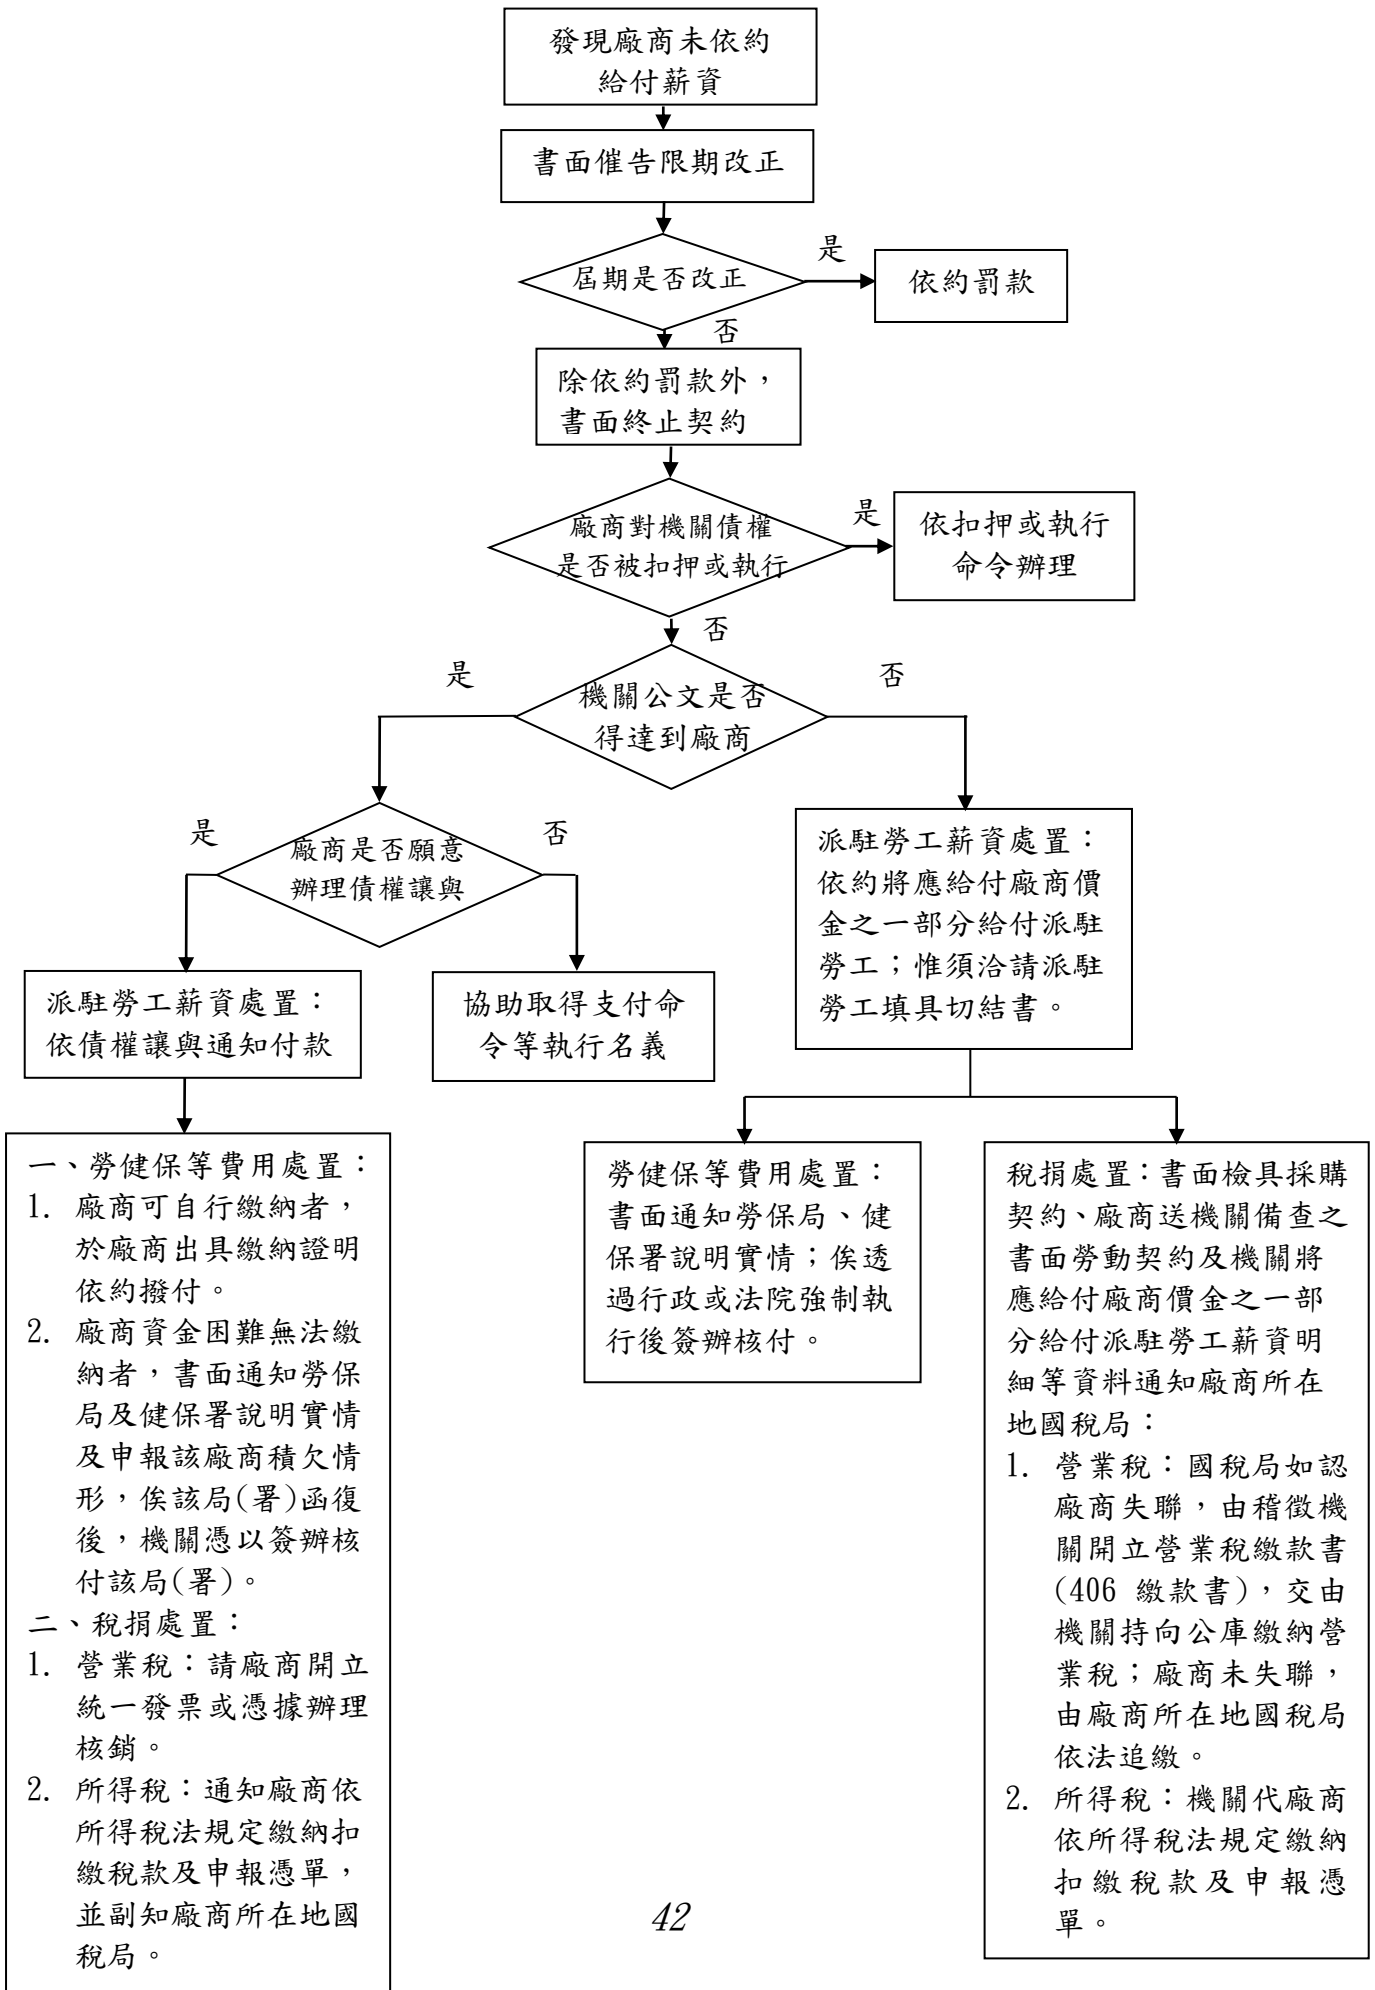 發現廠商未依約
給付薪資
書面催告限期改正
屆期是否改正
是
依約罰款
否
除依約罰款外，
書面終止契約
廠商對機關債權
是否被扣押或執行
是
依扣押或執行
命令辦理
否
機關公文是否
得達到廠商
是
否
廠商是否願意
辦理債權讓與
是
否
派駐勞工薪資處置：
依債權讓與通知付款
協助取得支付命
令等執行名義
派駐勞工薪資處置：
依約將應給付廠商價
金之一部分給付派駐
勞工；惟須洽請派駐
勞工填具切結書。
一、勞健保等費用處置：
1. 廠商可自行繳納者，
於廠商出具繳納證明
依約撥付。
2. 廠商資金困難無法繳
納者，書面通知勞保
局及健保署說明實情
及申報該廠商積欠情
形，俟該局(署)函復
後，機關憑以簽辦核
付該局(署)。
二、稅捐處置：
1. 營業稅：請廠商開立
統一發票或憑據辦理
核銷。
2. 所得稅：通知廠商依
所得稅法規定繳納扣
繳稅款及申報憑單，
並副知廠商所在地國
稅局。
勞健保等費用處置：
書面通知勞保局、健
保署說明實情；俟透
過行政或法院強制執
行後簽辦核付。
稅捐處置：書面檢具採購
契約、廠商送機關備查之
書面勞動契約及機關將
應給付廠商價金之一部
分給付派駐勞工薪資明
細等資料通知廠商所在
地國稅局：
1. 營業稅：國稅局如認
廠商失聯，由稽徵機
關開立營業稅繳款書
(406 繳款書)，交由
機關持向公庫繳納營
業稅；廠商未失聯，
由廠商所在地國稅局
依法追繳。
2. 所得稅：機關代廠商
依所得稅法規定繳納
扣繳稅款及申報憑
單。
42